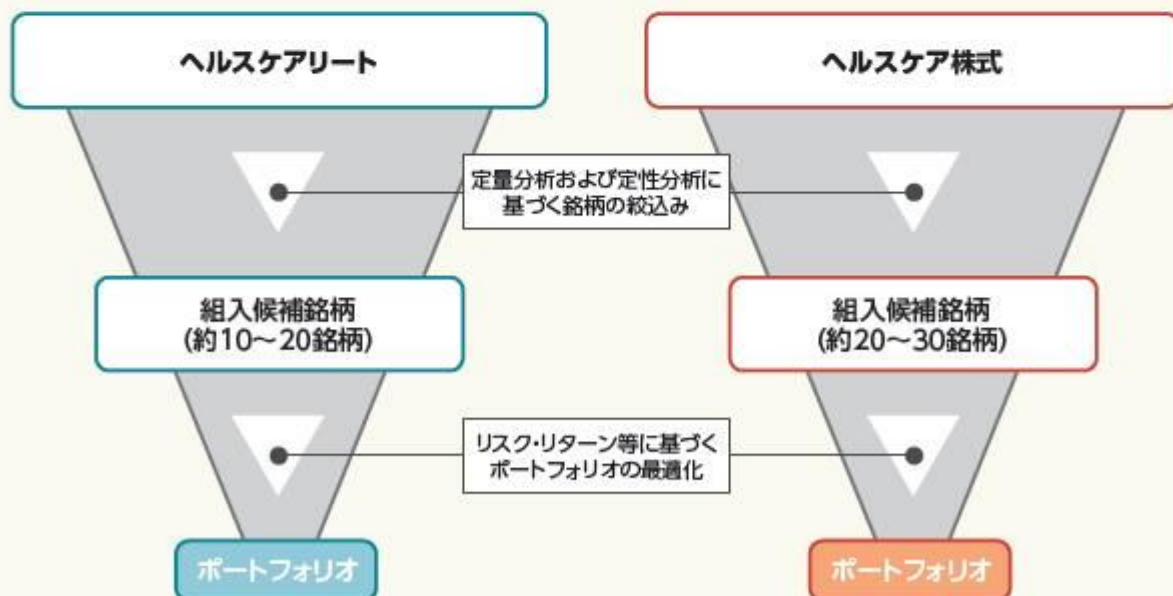 ヘルスケアリート
ヘルスケア株式
定量分析および定性分析に
基づく銘柄の絞込み
組入候補銘柄
(約10～20銘柄)
組入候補銘柄
(約20～30銘柄)
リスク・リターン等に基づく
ポートフォリオの最適化
ポートフォリオ
ポートフォリオ